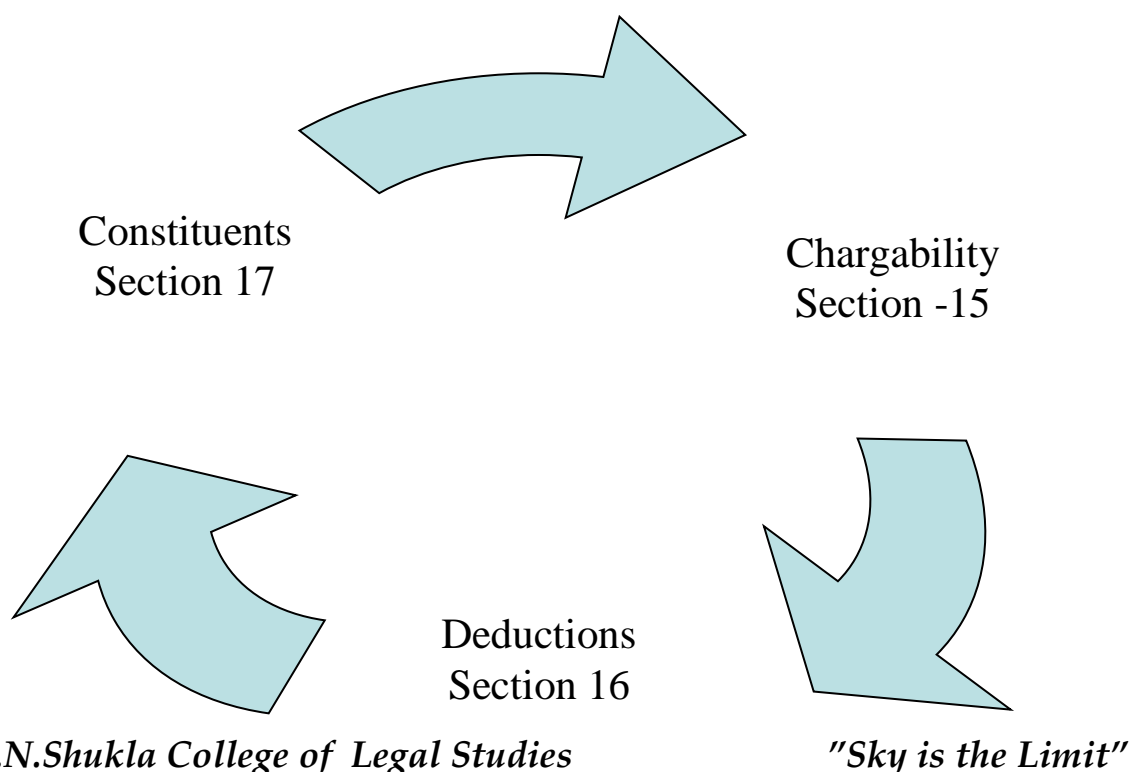 Constituents
Section 17
Chargability
Section -15
Deductions
Section 16
.N.Shukla College of Legal Studies
”Sky is the Limit”